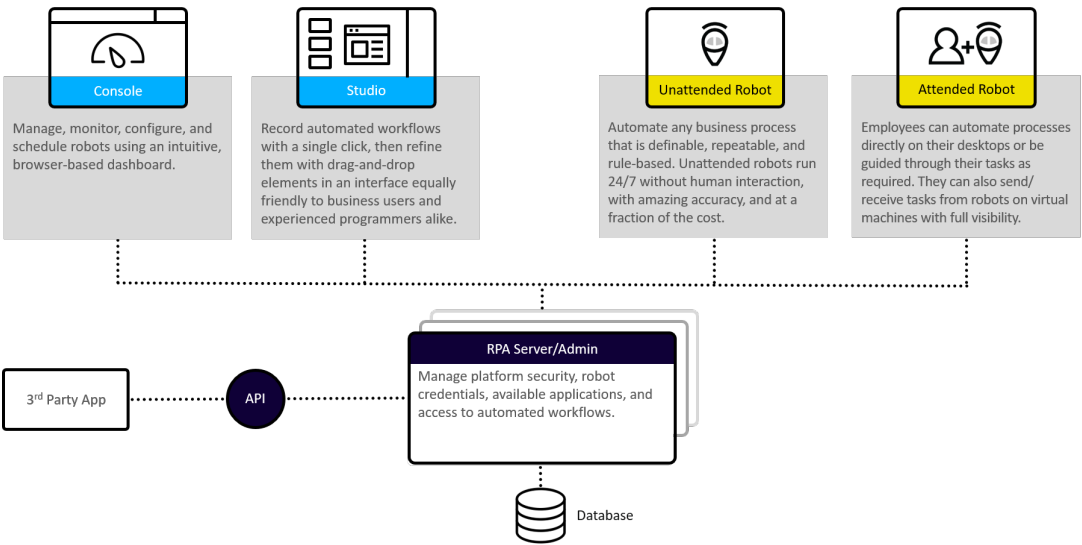 Console
Manage, monitor, configure, and
schedule robots using an intuitive,
browser-based dashboard.
Studio
Record automated workflows
with a single click, then refine
them with drag-and-drop
elements in an interface equally
friendly to business users and
experienced programmers alike.
Unattended Robot
Automate any business process
that is definable, repeatable, and
rule-based. Unattended robots run
24/7 without human interaction,
with amazing accuracy, and at a
fraction of the cost.
Attended Robot
Employees can automate processes
directly on their desktops or be
guided through their tasks as
required. They can also send/
receive tasks from robots on virtual
machines with full visibility.
RPA Server/Admin
Manage platform security, robot
credentials, available applications, and
access to automated workflows.
3rd Party App
API
Database